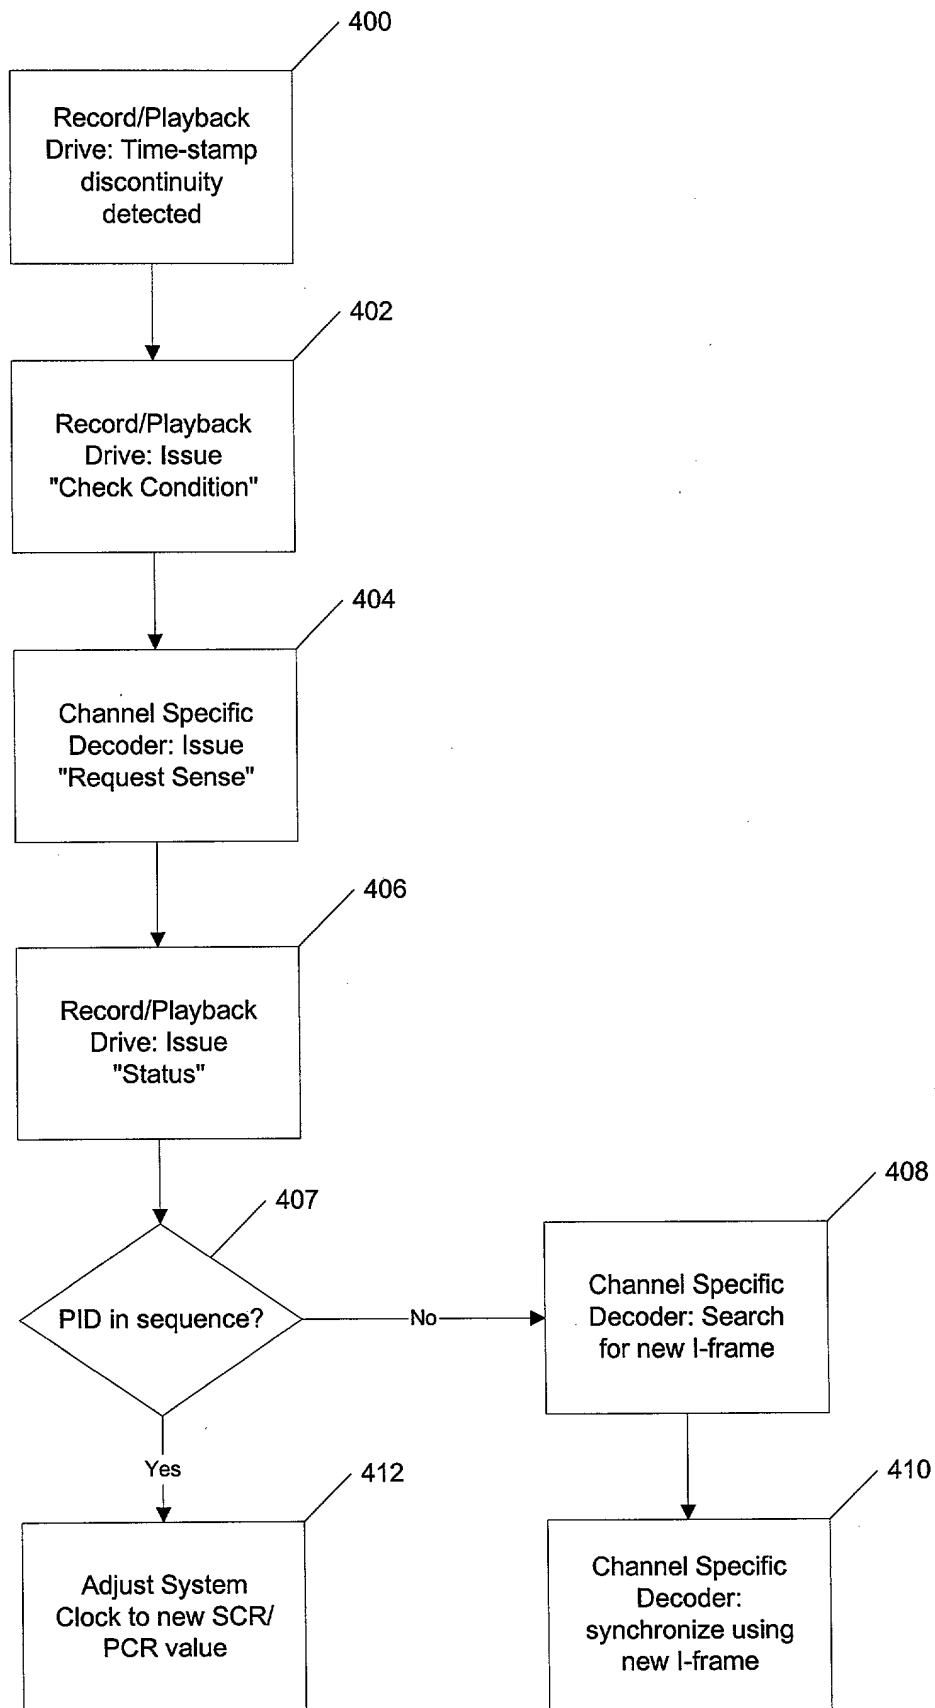 400
Record/Playback
Drive: Time-stamp
discontinuity
detected
402
Record/Playback
Drive: Issue
"Check Condition"
404
Channel Specific
Decoder: Issue
"Request Sense"
406
Record/Playback
Drive: Issue
"Status"
407
PID in sequence?
No
408
Channel Specific
Decoder: Search
for new I-frame
Yes
412
Adjust System
Clock to new SCR/
PCR value
410
Channel Specific
Decoder:
synchronize using
new I-frame